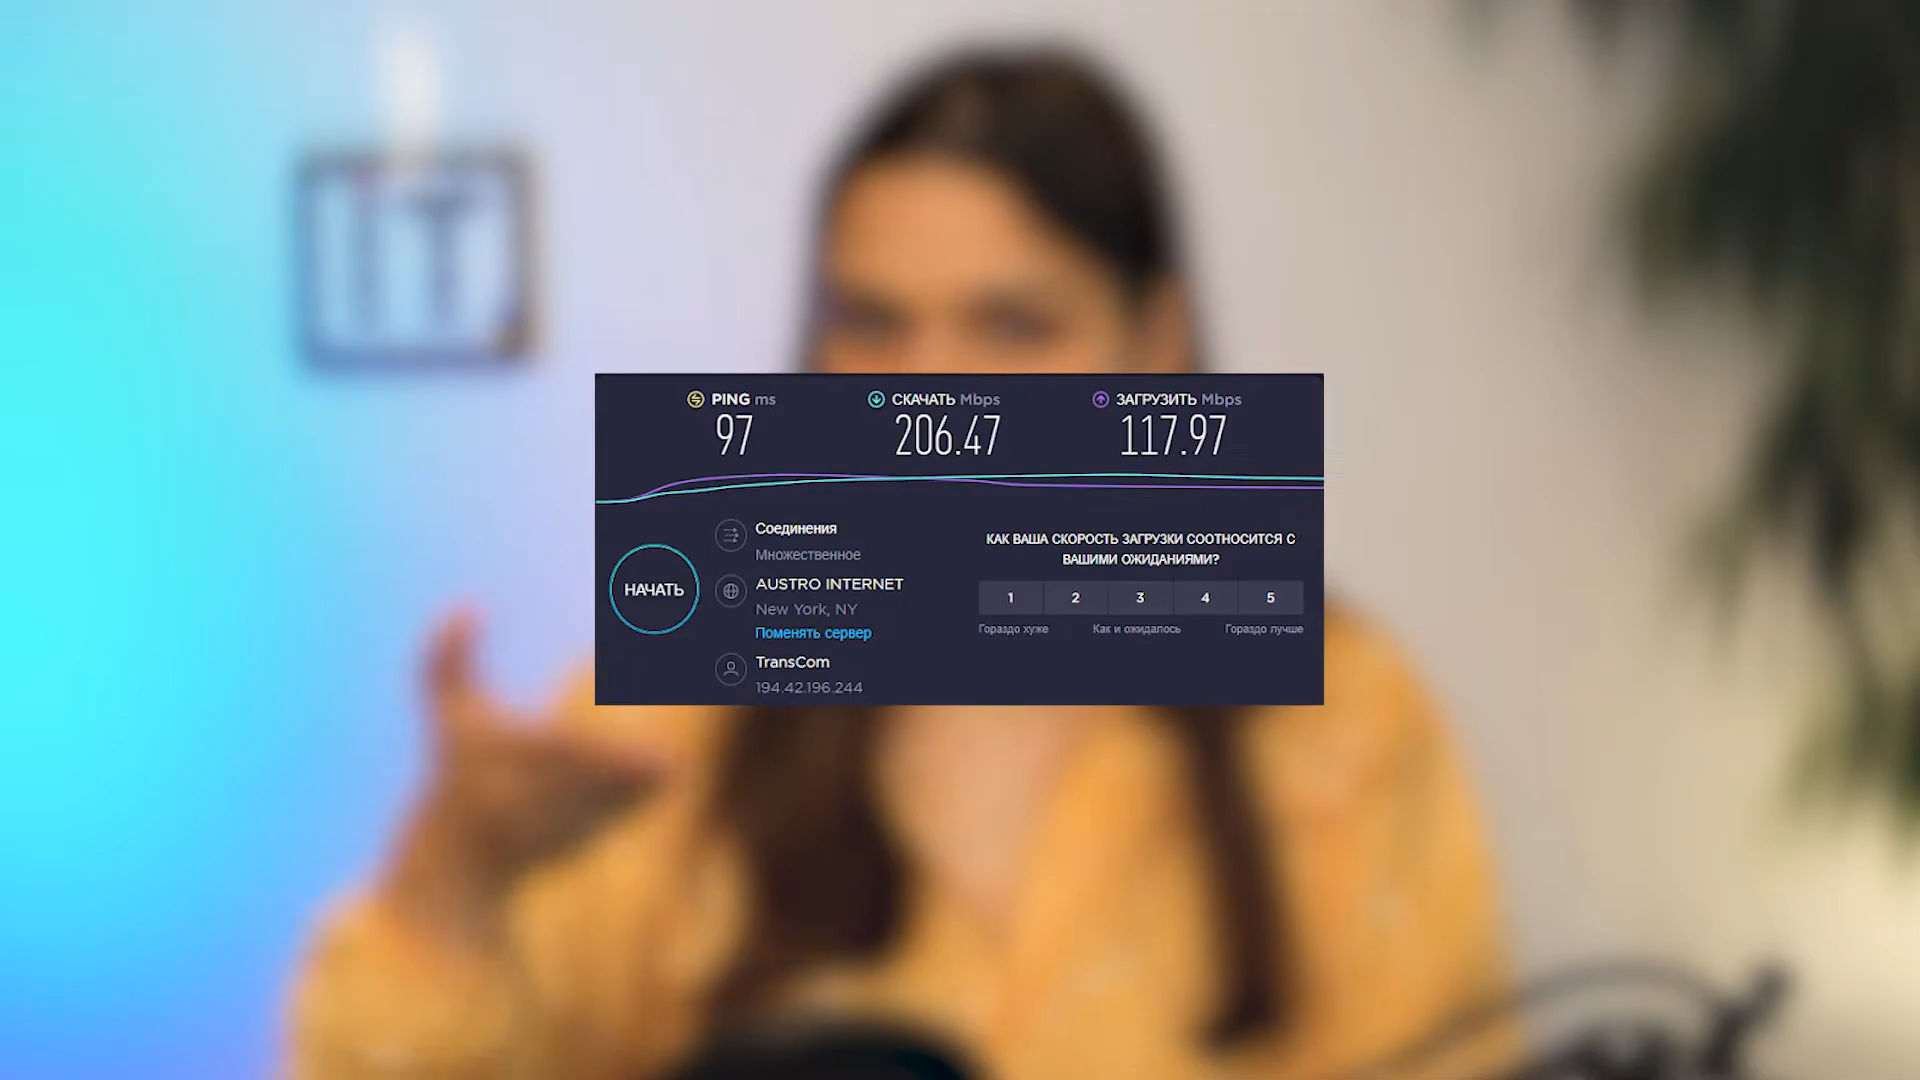 IT
PING ms
97
СКАЧАТЬ Mbps
206.47
ЗАГРУЗИТЬ Mbps
117.97
НАЧАТЬ
Соединения
Множественное
AUSTRO INTERNET
New York, NY
Поменять сервер
TransCom
194.42.196.244
КАК ВАША СКОРОСТЬ ЗАГРУЗКИ СООТНОСИТСЯ С
ВАШИМИ ОЖИДАНИЯМИ?
1 2 3 4 5
Гораздо хуже Как и ожидалось Гораздо лучше